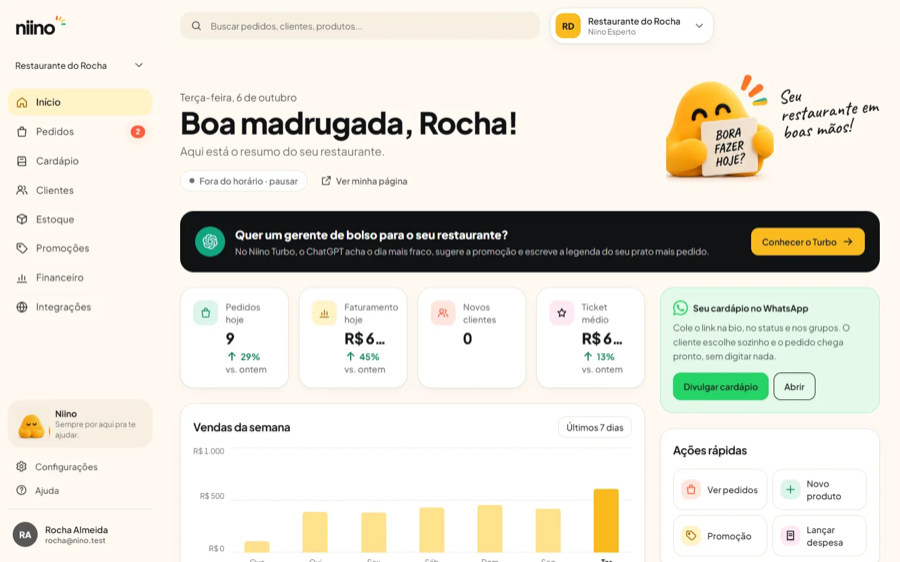 niino
Buscar pedidos, clientes, produtos...
RD
Restaurante do Rocha
Niino Esperto
Restaurante do Rocha
Início
Pedidos
2
Cardápio
Clientes
Estoque
Promoções
Financeiro
Integrações
Niino
Sempre por aqui pra te
ajudar.
Configurações
Ajuda
RA
Rocha Almeida
rocha@nino.test
Terça-feira, 6 de outubro
Boa madrugada, Rocha!
Aqui está o resumo do seu restaurante.
Fora do horário · pausar
Ver minha página
BORA
FAZER
HOJE?
Seu
restaurante em
boas mãos!
Quer um gerente de bolso para o seu restaurante?
No Niino Turbo, o ChatGPT acha o dia mais fraco, sugere a promoção e escreve a legenda do seu prato mais pedido.
Conhecer o Turbo
Pedidos
hoje
9
29%
vs. ontem
Faturamento
hoje
R$ 6...
45%
vs. ontem
Novos
clientes
0
Ticket
médio
R$ 6...
13%
vs. ontem
Seu cardápio no WhatsApp
Cole o link na bio, no status e nos grupos. O
cliente escolhe sozinho e o pedido chega
pronto, sem digitar nada.
Divulgar cardápio
Abrir
Vendas da semana
Últimos 7 dias
R$ 1.000
R$ 500
R$ 0
Ações rápidas
Ver pedidos
Novo
produto
Promoção
Lançar
despesa